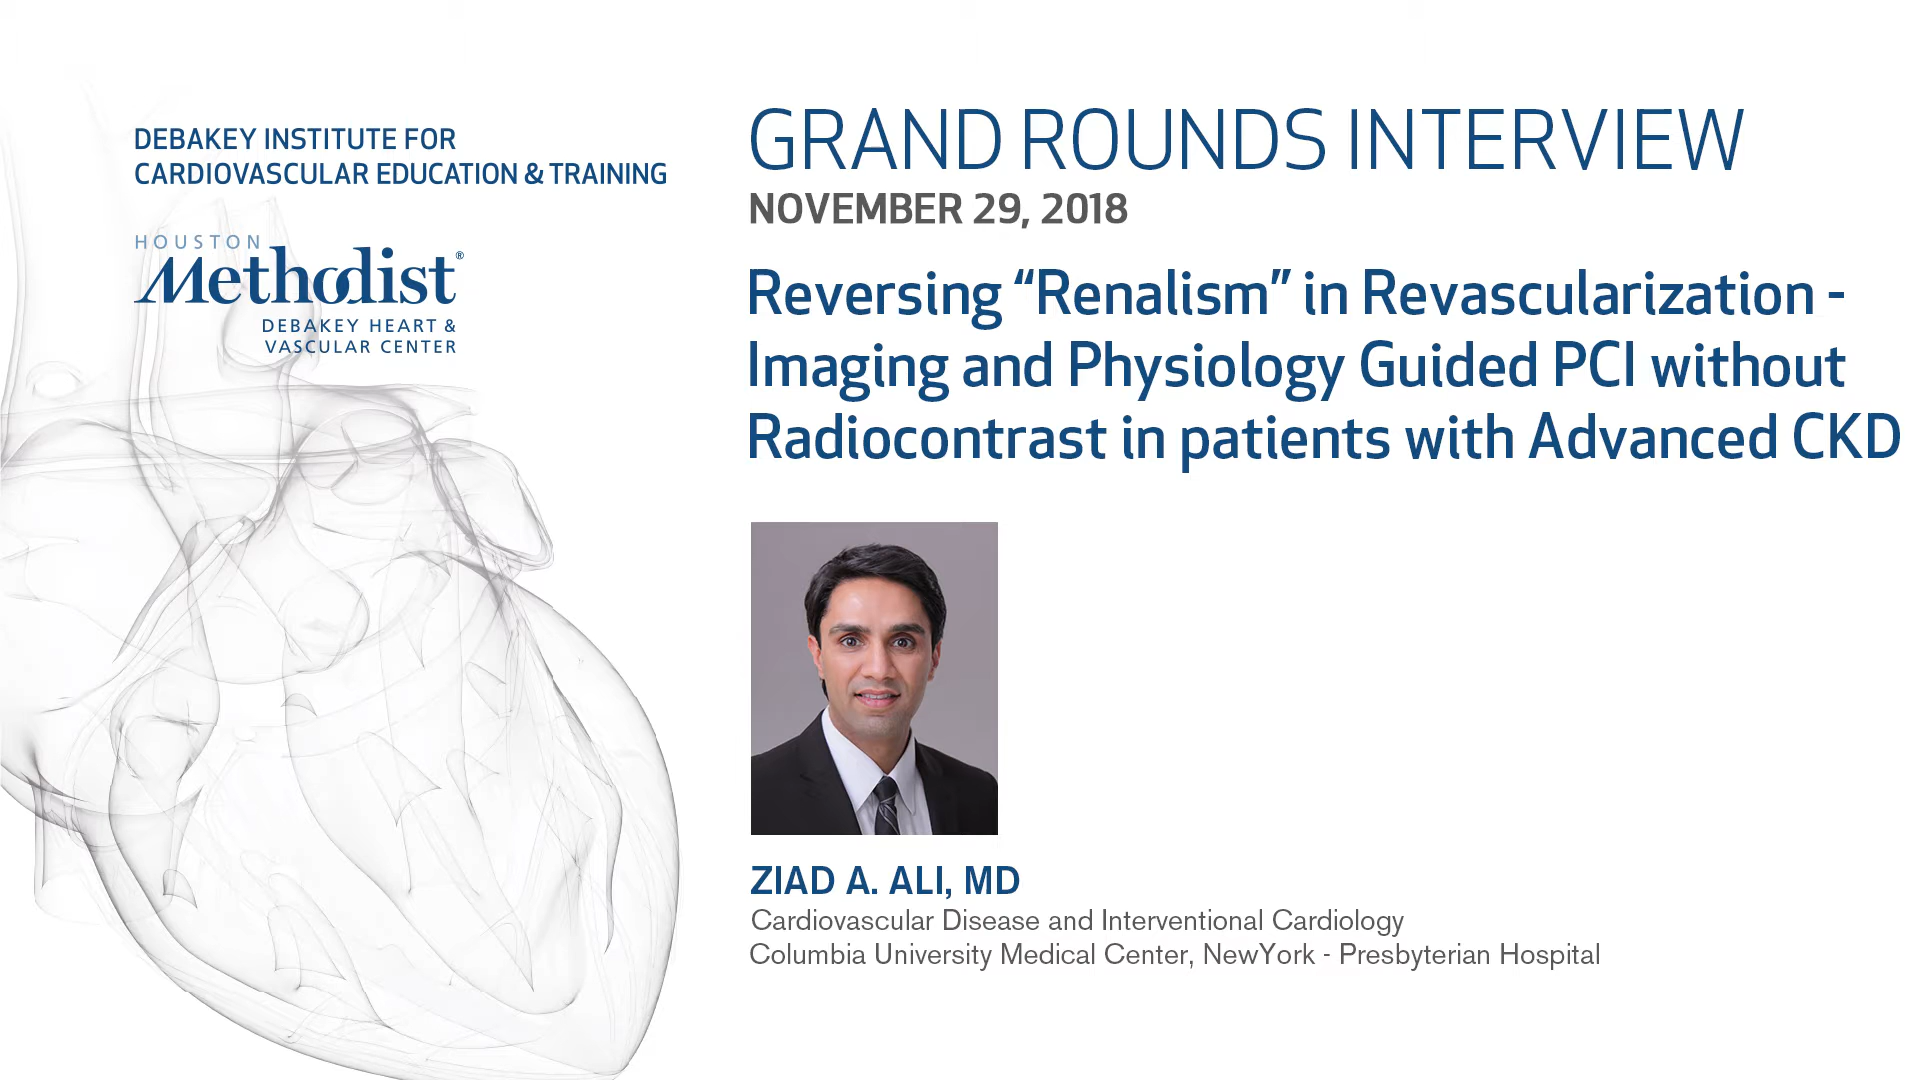 DEBAKEY INSTITUTE FOR
CARDIOVASCULAR EDUCATION & TRAINING
HOUSTON
Methodist®
DEBAKEY HEART &
VASCULAR CENTER
GRAND ROUNDS INTERVIEW
NOVEMBER 29, 2018
Reversing “Renalism” in Revascularization -
Imaging and Physiology Guided PCI without
Radiocontrast in patients with Advanced CKD
ZIAD A. ALI, MD
Cardiovascular Disease and Interventional Cardiology
Columbia University Medical Center, NewYork - Presbyterian Hospital